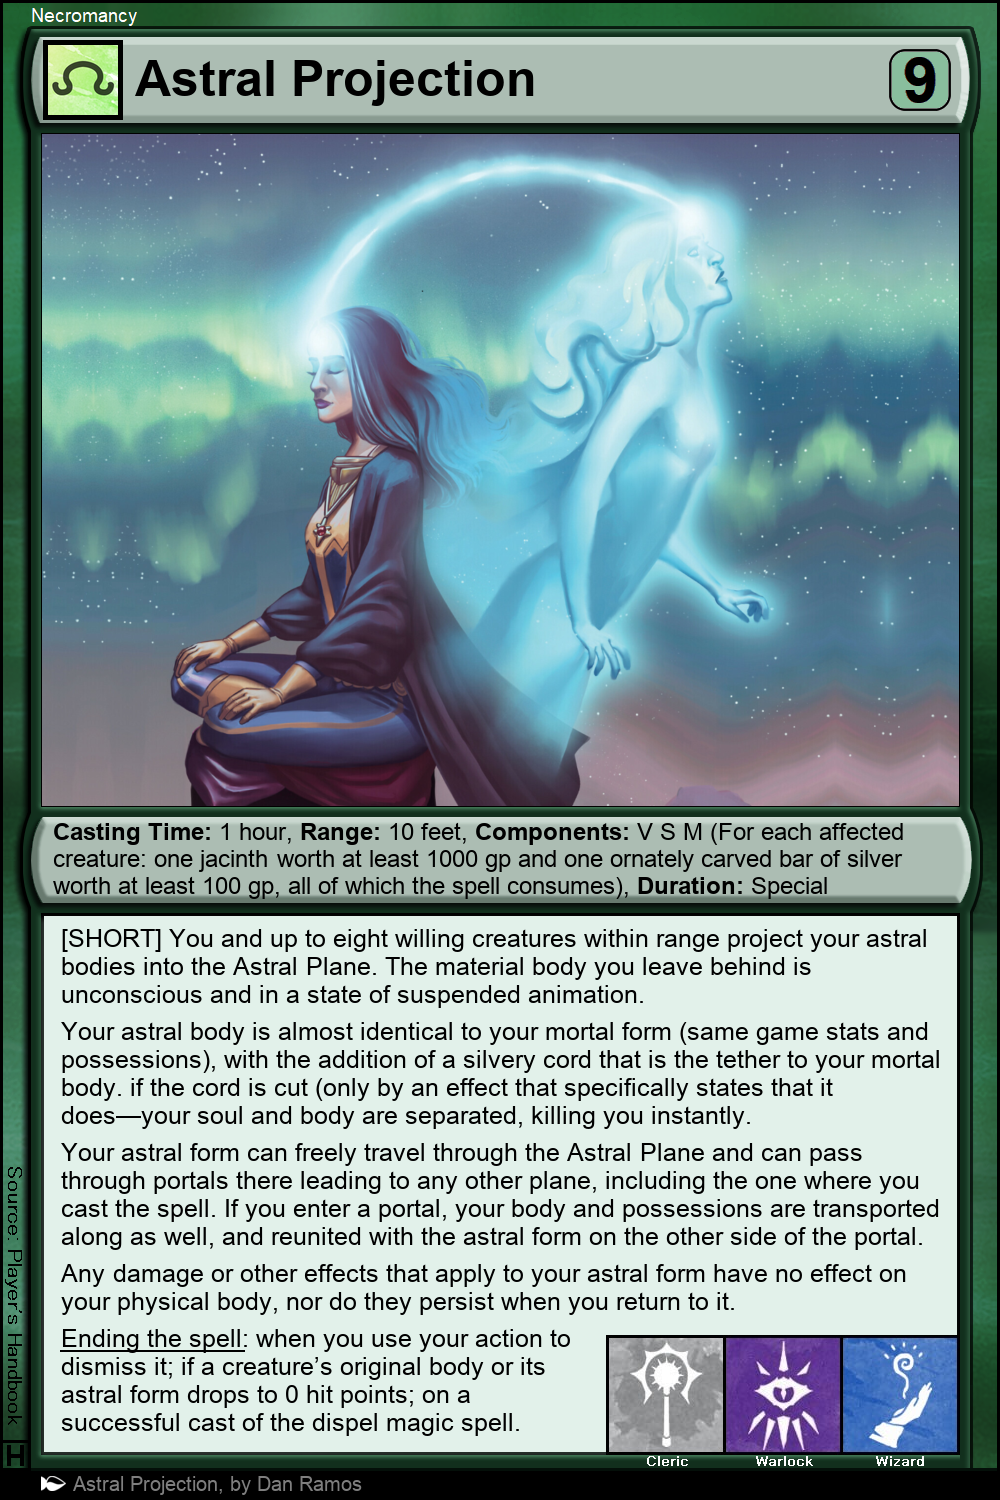 Necromancy
Astral Projection
9
Casting Time: 1 hour, Range: 10 feet, Components: V S M (For each affected
creature: one jacinth worth at least 1000 gp and one ornately carved bar of silver
worth at least 100 gp, all of which the spell consumes), Duration: Special
[SHORT] You and up to eight willing creatures within range project your astral
bodies into the Astral Plane. The material body you leave behind is
unconscious and in a state of suspended animation.
Your astral body is almost identical to your mortal form (same game stats and
possessions), with the addition of a silvery cord that is the tether to your mortal
body. if the cord is cut (only by an effect that specifically states that it
does—your soul and body are separated, killing you instantly.
Your astral form can freely travel through the Astral Plane and can pass
through portals there leading to any other plane, including the one where you
cast the spell. If you enter a portal, your body and possessions are transported
along as well, and reunited with the astral form on the other side of the portal.
Any damage or other effects that apply to your astral form have no effect on
your physical body, nor do they persist when you return to it.
Ending the spell: when you use your action to
dismiss it; if a creature’s original body or its
astral form drops to 0 hit points; on a
successful cast of the dispel magic spell.
Cleric
Warlock
Wizard
Source: Player's Handbook
H
Astral Projection, by Dan Ramos